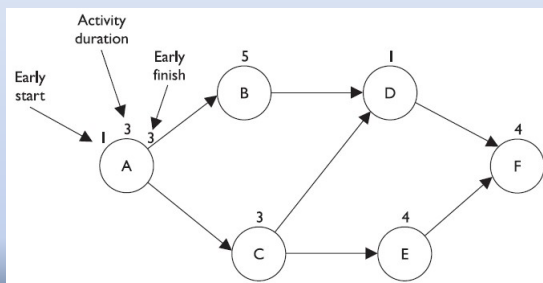 Activity
duration
Early
finish
Early
start
1 3 3
A
5
B
1
D
4
F
3
C
4
E